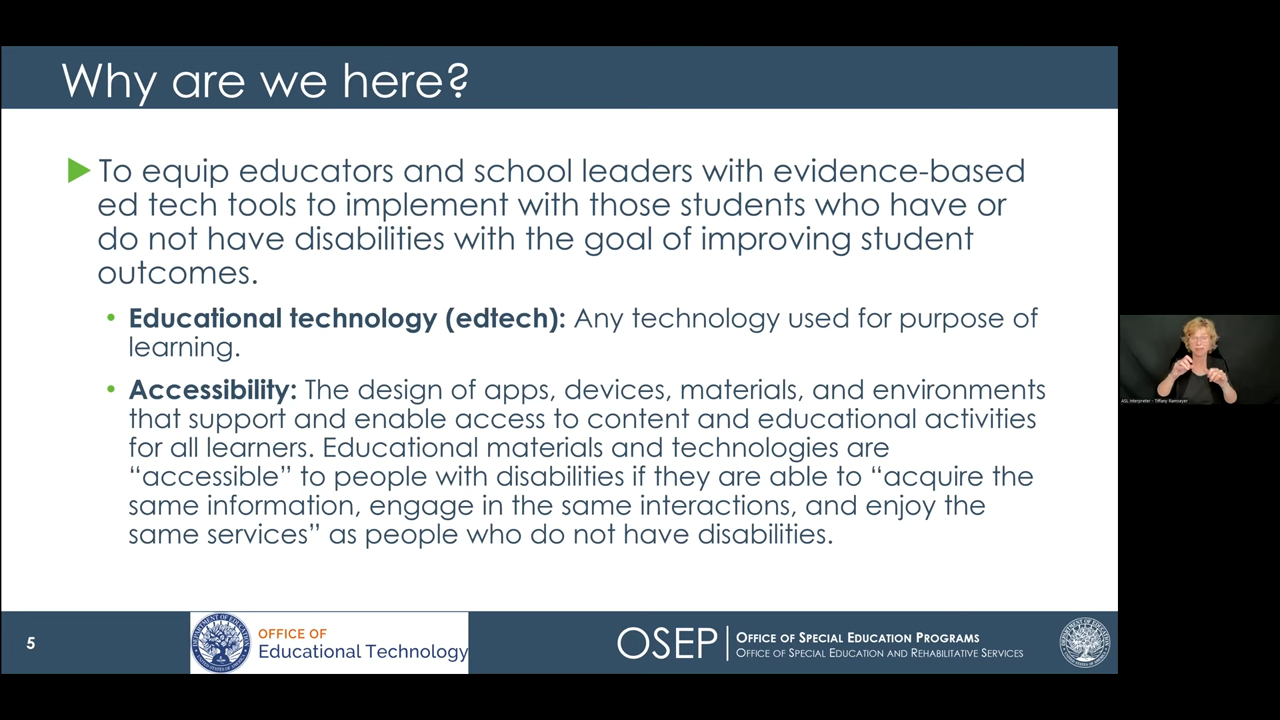 Why are we here?
To equip educators and school leaders with evidence-based
ed tech tools to implement with those students who have or
do not have disabilities with the goal of improving student
outcomes.
• Educational technology (edtech): Any technology used for purpose of
learning.
• Accessibility: The design of apps, devices, materials, and environments
that support and enable access to content and educational activities
for all learners. Educational materials and technologies are
“accessible” to people with disabilities if they are able to “acquire the
same information, engage in the same interactions, and enjoy the
same services” as people who do not have disabilities.
ASL Interpreter - Tiffany Ramsayer
5
OFFICE OF
Educational Technology
OSEP
OFFICE OF SPECIAL EDUCATION PROGRAMS
OFFICE OF SPECIAL EDUCATION AND REHABILITATIVE SERVICES